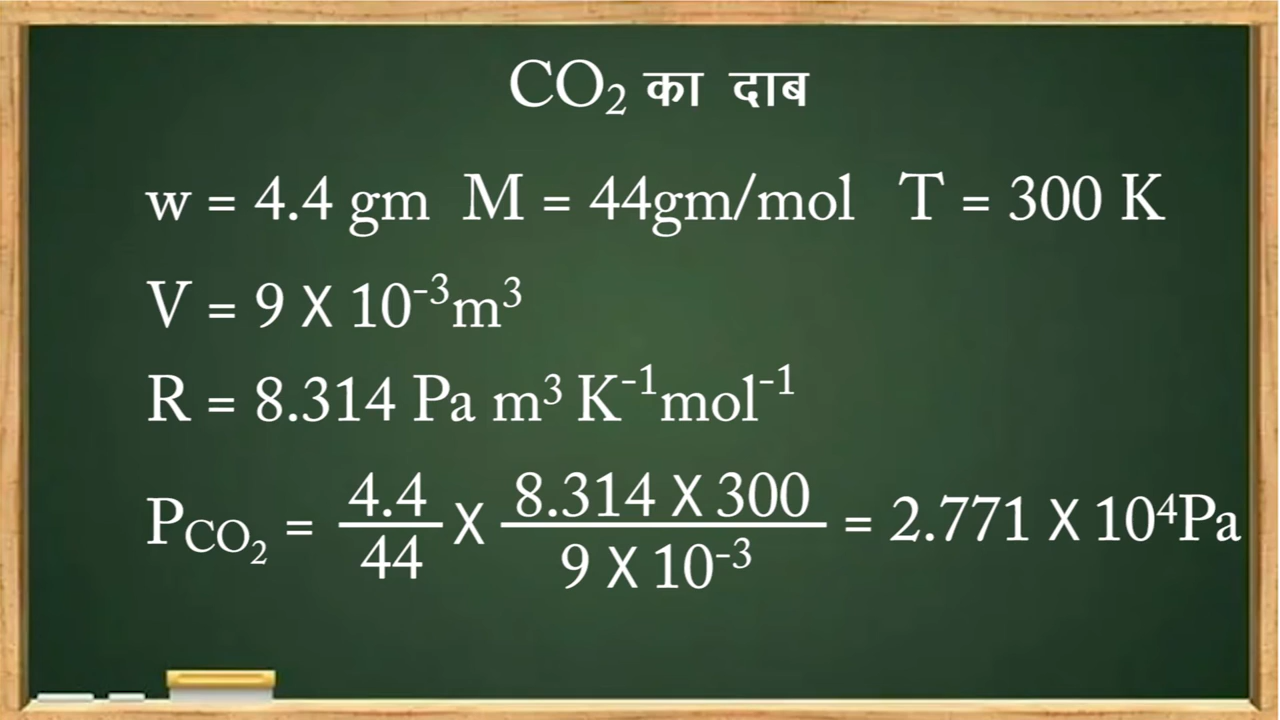 CO₂ का दाब
w = 4.4 gm M = 44gm/mol T = 300 K
V = 9 X 10⁻³m³
R = 8.314 Pa m³ K⁻¹mol⁻¹
P_CO₂ = 4.4/44 X 8.314 X 300/9 X 10⁻³ = 2.771 X 10⁴Pa